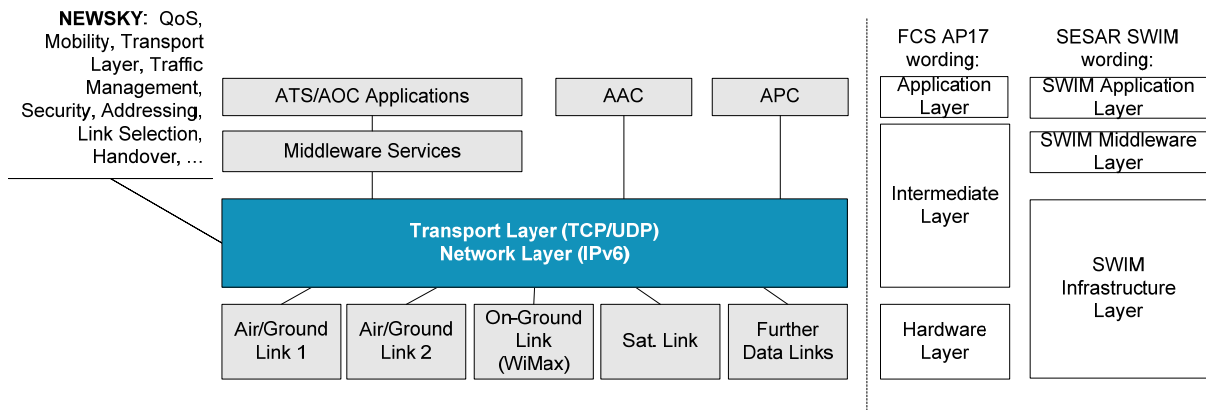 NEWSKY: QoS,
Mobility, Transport
Layer, Traffic
Management,
Security, Addressing,
Link Selection,
Handover, …
ATS/AOC Applications
AAC
APC
Middleware Services
Transport Layer (TCP/UDP)
Network Layer (IPv6)
Air/Ground
Link 1
Air/Ground
Link 2
On-Ground
Link
(WiMax)
Sat. Link
Further
Data Links
FCS AP17
wording:
Application
Layer
Intermediate
Layer
Hardware
Layer
SESAR SWIM
wording:
SWIM Application
Layer
SWIM Middleware
Layer
SWIM
Infrastructure
Layer